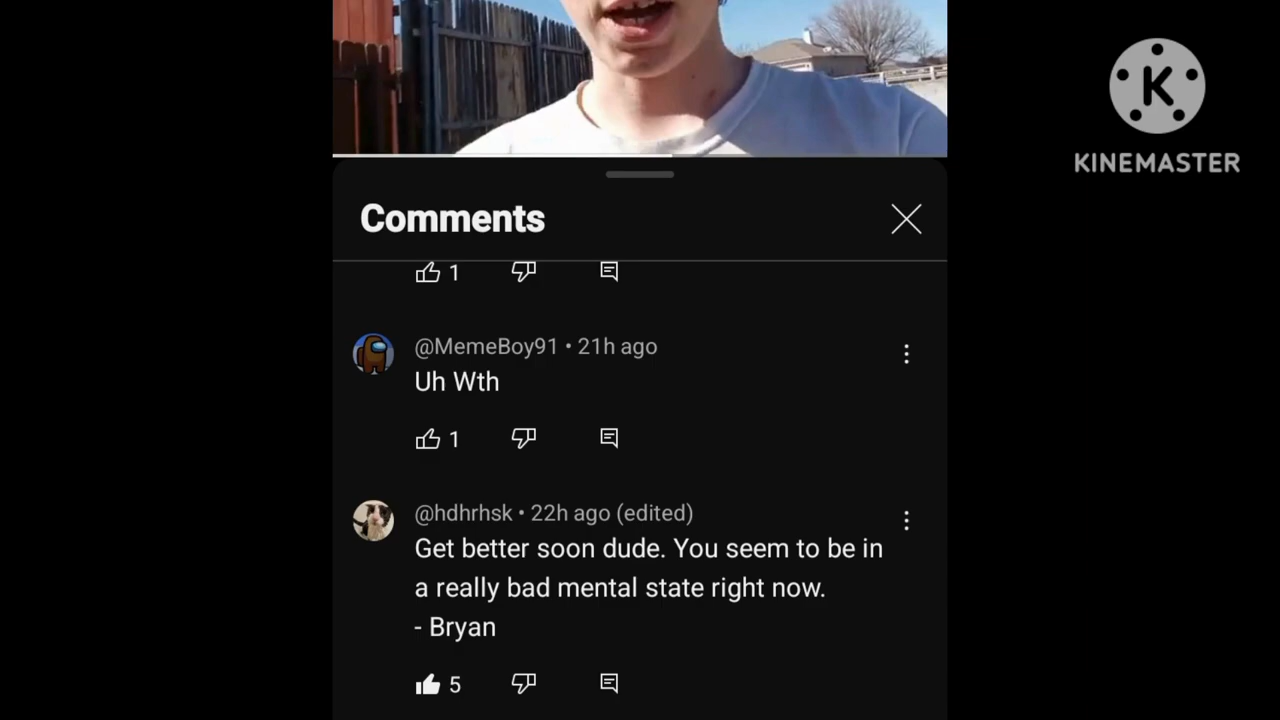 K
KINEMASTER
Comments
1
@MemeBoy91 • 21h ago
Uh Wth
1
@hdhrhsk • 22h ago (edited)
Get better soon dude. You seem to be in
a really bad mental state right now.
- Bryan
5